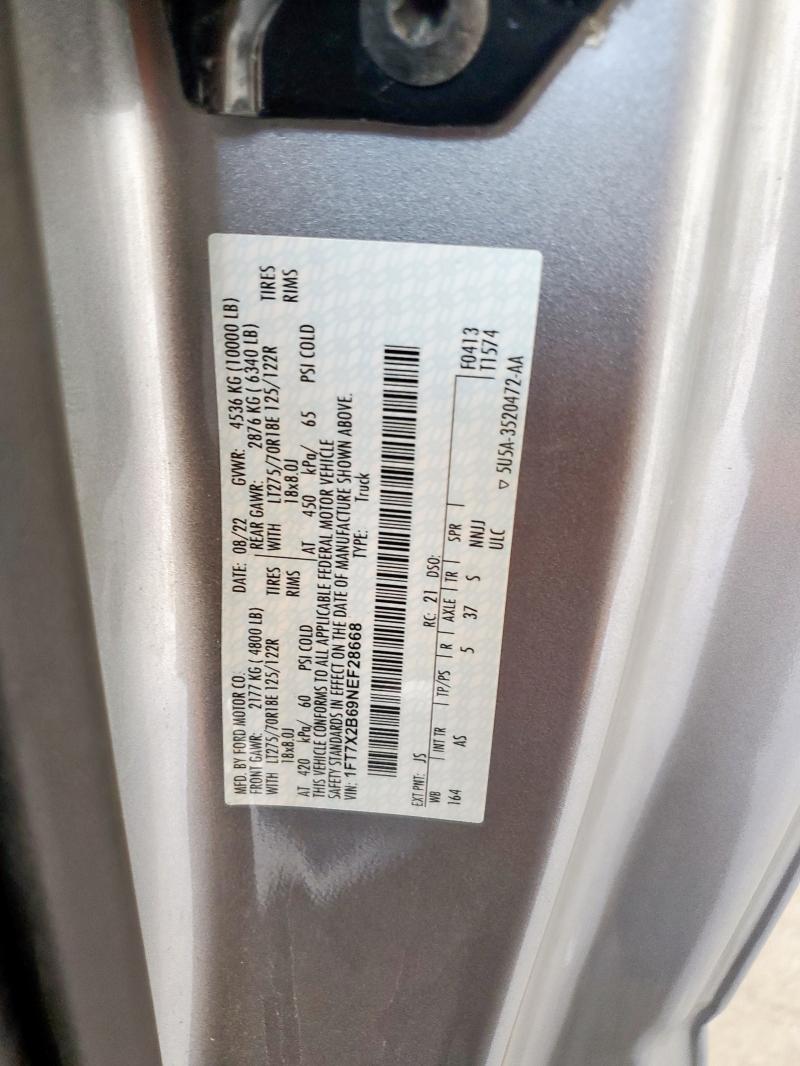 MFD. BY FORD MOTOR CO. DATE: 08/22 GVWR: 4536 KG (10000 LB)
FRONT GAWR: 2177 KG ( 4800 LB) REAR GAWR: 2876 KG ( 6340 LB)
WITH LT275/70R18E 125/122R TIRES WITH LT275/70R18E 125/122R TIRES
18x8.0J RIMS 18x8.0J RIMS
AT 420 kPa/ 60 PSI COLD AT 450 kPa/ 65 PSI COLD
THIS VEHICLE CONFORMS TO ALL APPLICABLE FEDERAL MOTOR VEHICLE
SAFETY STANDARDS IN EFFECT ON THE DATE OF MANUFACTURE SHOWN ABOVE.
VIN: 1FT7X2B69NEF28668 TYPE: Truck
EXT PNT: JS RC: 21 DSO: F0413
WB INT TR TP/PS R AXLE TR SPR T1574
164 AS 5 37 S NNJJ
ULC
▽ 5U5A-3520472-AA